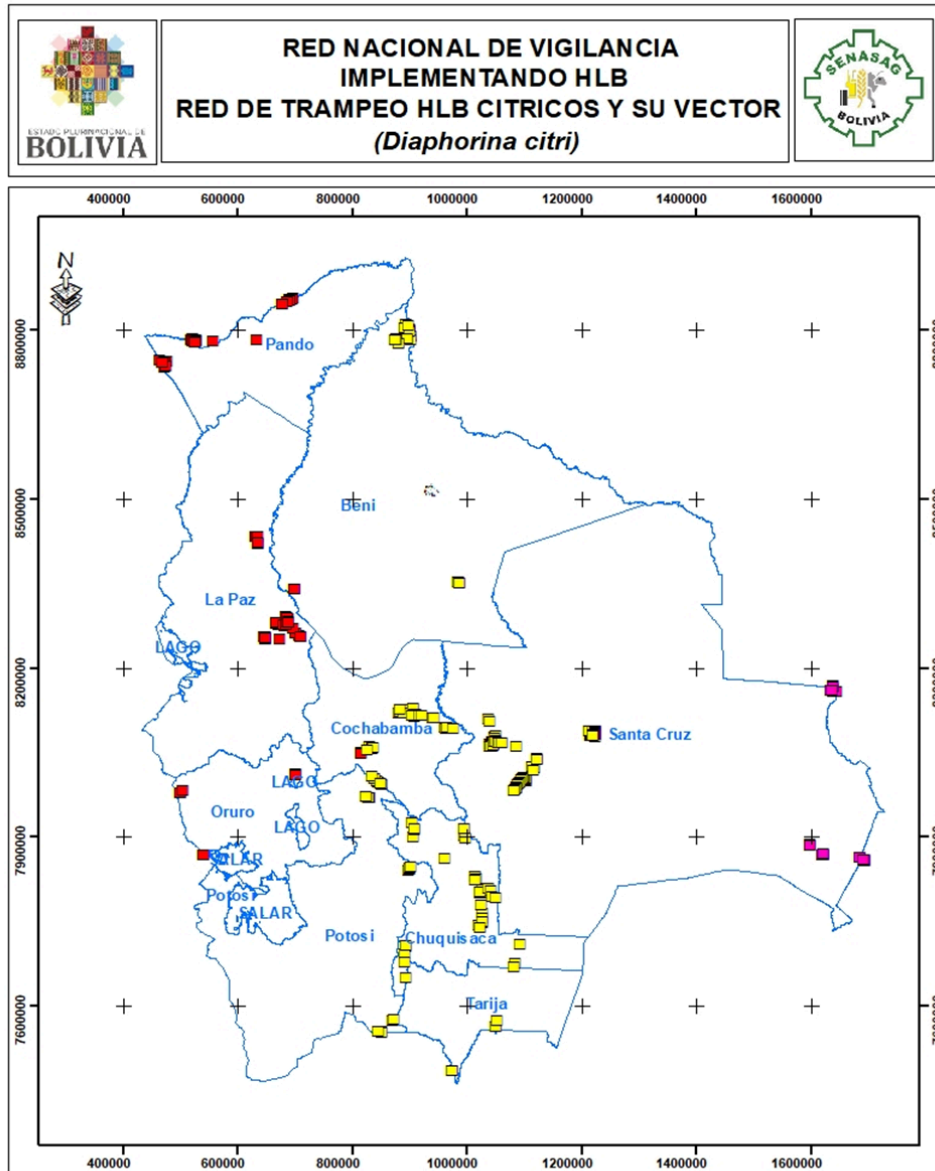 ESTADO PLURINACIONAL DE
BOLIVIA
RED NACIONAL DE VIGILANCIA
IMPLEMENTANDO HLB
RED DE TRAMPEO HLB CITRICOS Y SU VECTOR
(Diaphorina citri)
SENASAG
BOLIVIA
400000 600000 800000 1000000 1200000 1400000 1600000
N
8800000
Pando
8500000
Beni
La Paz
LAGO
8200000
8200000
Cochabamba
Santa Cruz
LAGO
Oruro
LAGO
7900000
7900000
SALAR
Potosi
SALAR
Potosi
Chuquisaca
Tarija
7600000
400000 600000 800000 1000000 1200000 1400000 1600000